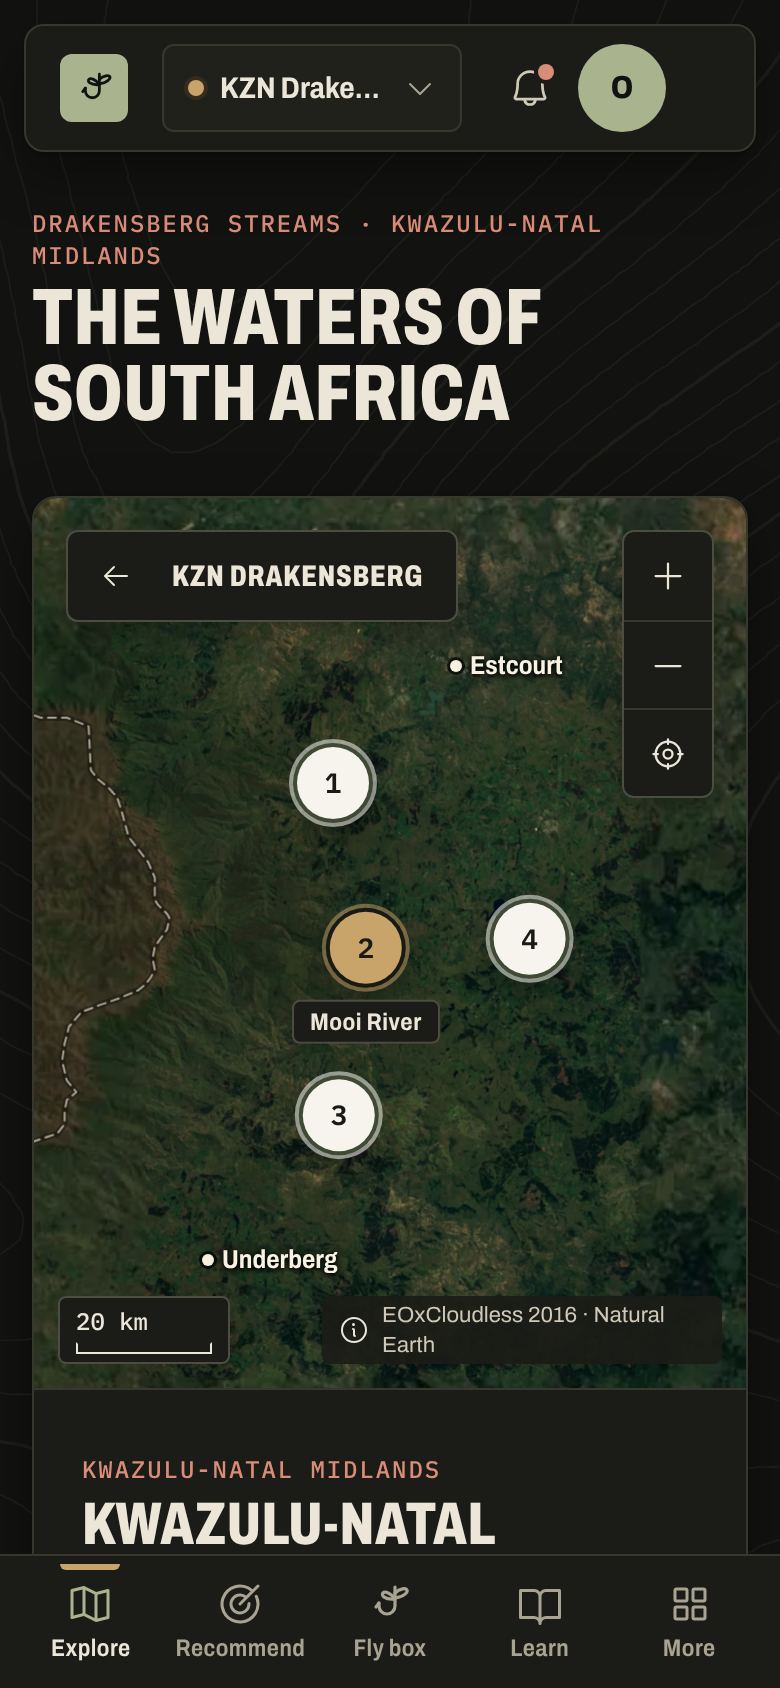 KZN Drake...
O
DRAKENSBERG STREAMS · KWAZULU-NATAL
MIDLANDS
THE WATERS OF
SOUTH AFRICA
KZN DRAKENSBERG
Estcourt
1
2
4
Mooi River
3
Underberg
20 km
EOxCloudless 2016 · Natural
Earth
KWAZULU-NATAL MIDLANDS
KWAZULU-NATAL
Explore
Recommend
Fly box
Learn
More